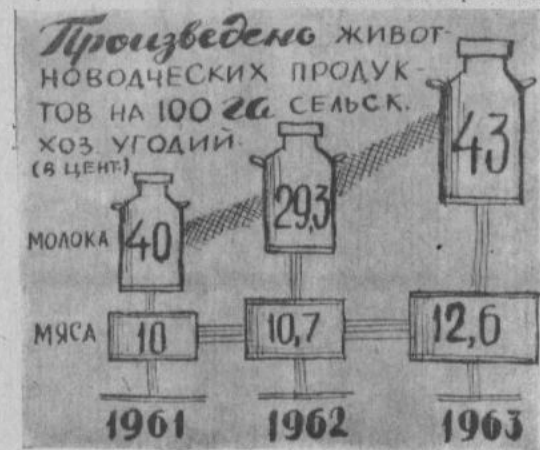 Произведено ЖИВОТ-
НОВОДЧЕСКИХ ПРОДУК-
ТОВ НА 100 га СЕЛЬСК.
ХОЗ. УГОДИЙ.
(В ЦЕНТ.)
МОЛОКА 40 29,3 43
МЯСА 10 10,7 12,6
1961 1962 1963